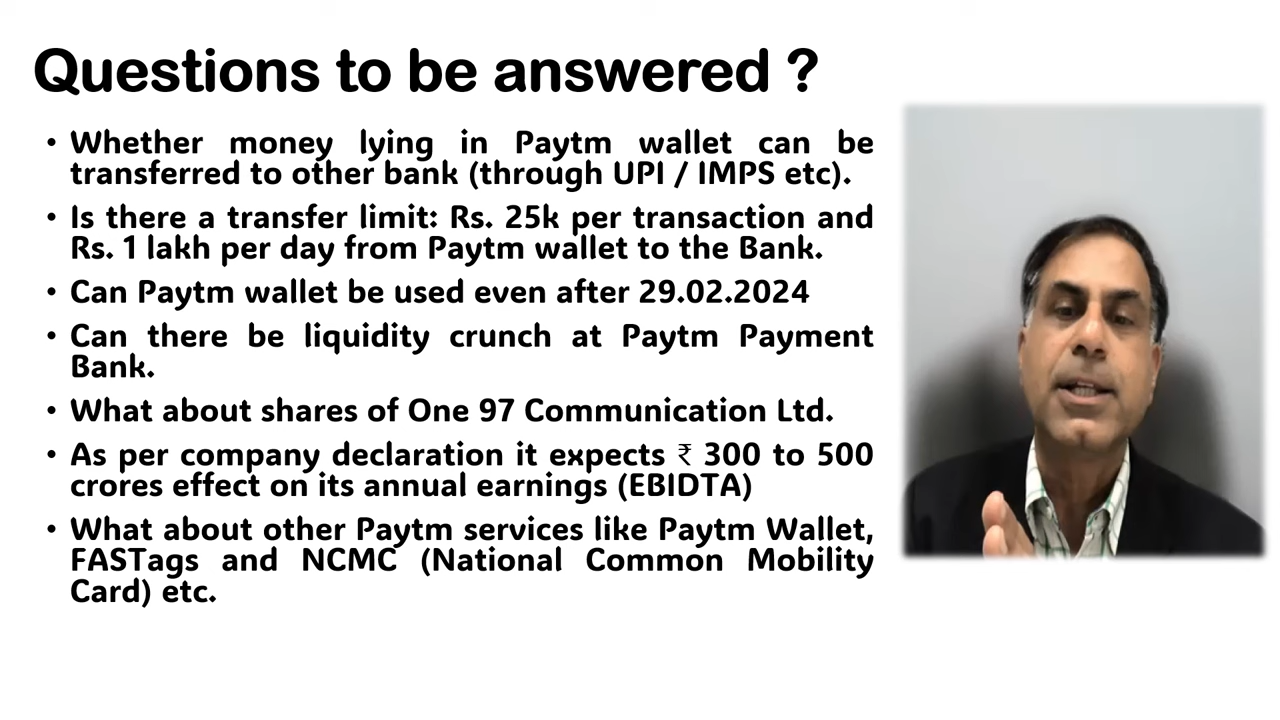 Questions to be answered ?
• Whether money lying in Paytm wallet can be
transferred to other bank (through UPI / IMPS etc).
• Is there a transfer limit: Rs. 25k per transaction and
Rs. 1 lakh per day from Paytm wallet to the Bank.
• Can Paytm wallet be used even after 29.02.2024
• Can there be liquidity crunch at Paytm Payment
Bank.
• What about shares of One 97 Communication Ltd.
• As per company declaration it expects ₹ 300 to 500
crores effect on its annual earnings (EBIDTA)
• What about other Paytm services like Paytm Wallet,
FASTags and NCMC (National Common Mobility
Card) etc.